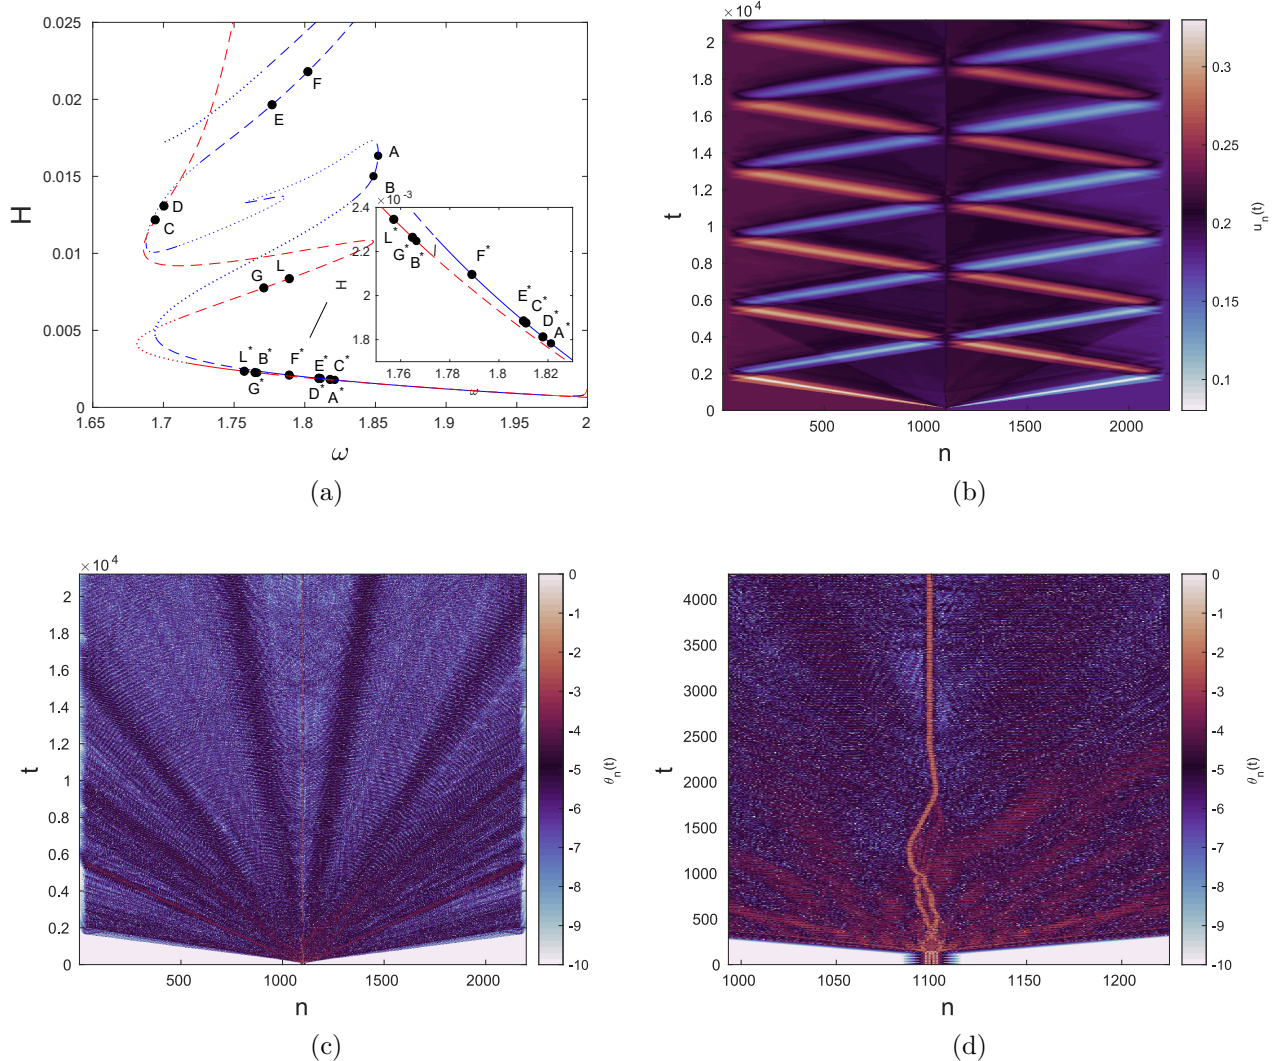 0.025
0.02
0.015
0.01
0.005
0
H
1.65
1.7
1.75
1.8
1.85
1.9
1.95
2
ω
F
E
D
C
A
B
G
L
L*
B*
G*
F*
E*
C*
D*
A*
×10⁻³
2.4
2.2
2
1.8
H
1.76
1.78
1.8
1.82
ω
L*
G*
B*
F*
E*
C*
D*
A*
(a)
×10⁴
2
1.8
1.6
1.4
1.2
1
0.8
0.6
0.4
0.2
0
t
500
1000
1500
2000
n
0.3
0.25
0.2
0.15
0.1
u_n(t)
(b)
×10⁴
2
1.8
1.6
1.4
1.2
1
0.8
0.6
0.4
0.2
0
t
500
1000
1500
2000
n
0
-1
-2
-3
-4
-5
-6
-7
-8
-9
-10
θ_n(t)
(c)
4000
3500
3000
2500
2000
1500
1000
500
0
t
1000
1050
1100
1150
1200
n
0
-1
-2
-3
-4
-5
-6
-7
-8
-9
-10
θ_n(t)
(d)